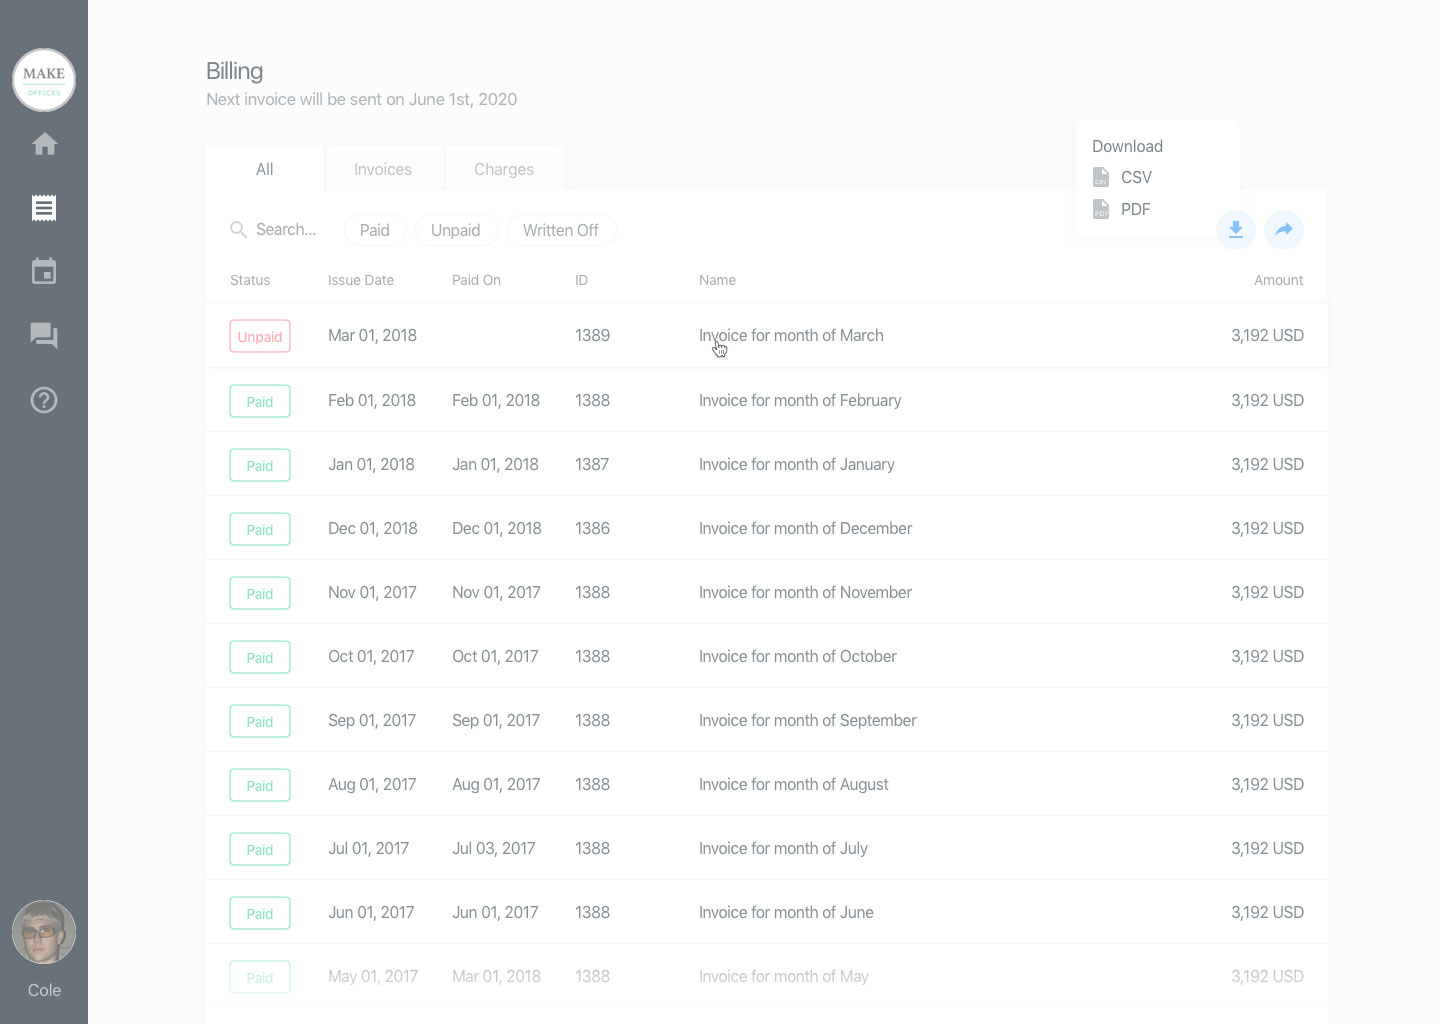 MAKE
OFFICES
Billing
Next invoice will be sent on June 1st, 2020
Download
CSV CSV
PDF PDF
All Invoices Charges
Search... Paid Unpaid Written Off
Status Issue Date Paid On ID Name Amount
Unpaid Mar 01, 2018 1389 Invoice for month of March 3,192 USD
Paid Feb 01, 2018 Feb 01, 2018 1388 Invoice for month of February 3,192 USD
Paid Jan 01, 2018 Jan 01, 2018 1387 Invoice for month of January 3,192 USD
Paid Dec 01, 2018 Dec 01, 2018 1386 Invoice for month of December 3,192 USD
Paid Nov 01, 2017 Nov 01, 2017 1388 Invoice for month of November 3,192 USD
Paid Oct 01, 2017 Oct 01, 2017 1388 Invoice for month of October 3,192 USD
Paid Sep 01, 2017 Sep 01, 2017 1388 Invoice for month of September 3,192 USD
Paid Aug 01, 2017 Aug 01, 2017 1388 Invoice for month of August 3,192 USD
Paid Jul 01, 2017 Jul 03, 2017 1388 Invoice for month of July 3,192 USD
Paid Jun 01, 2017 Jun 01, 2017 1388 Invoice for month of June 3,192 USD
Paid May 01, 2017 Mar 01, 2018 1388 Invoice for month of May 3,192 USD
Cole